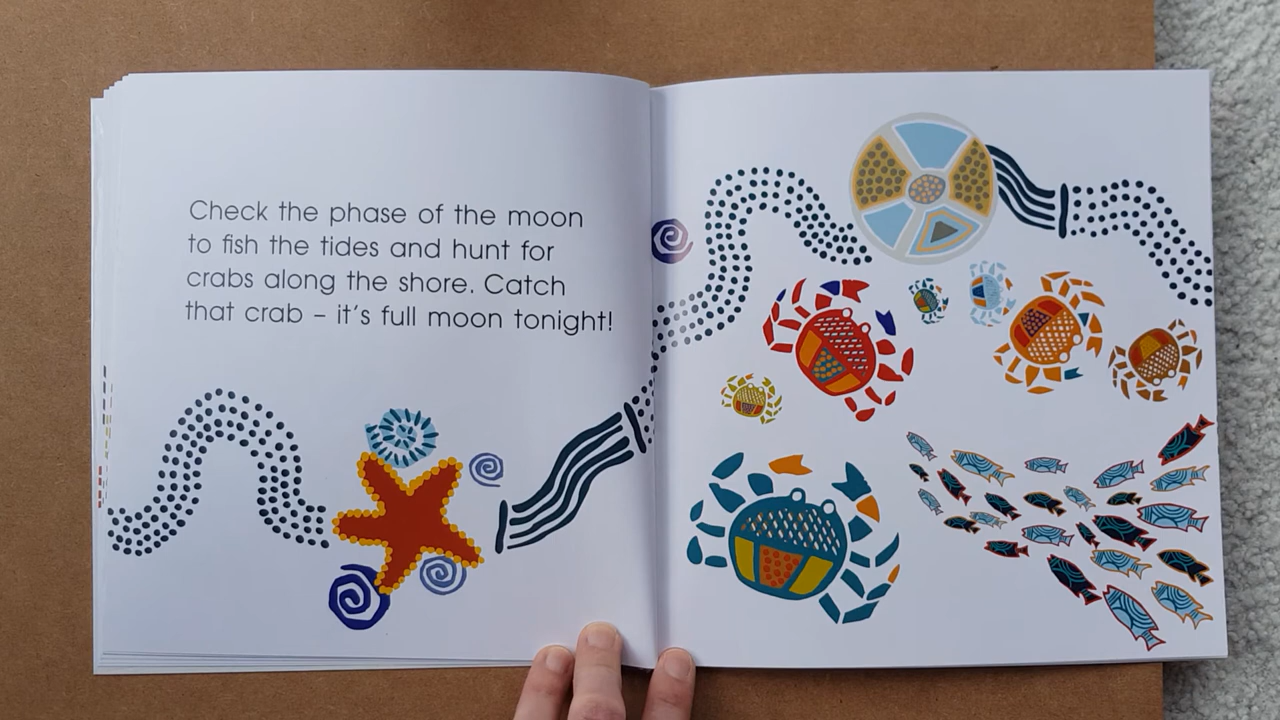 Check the phase of the moon
to fish the tides and hunt for
crabs along the shore. Catch
that crab – it's full moon tonight!